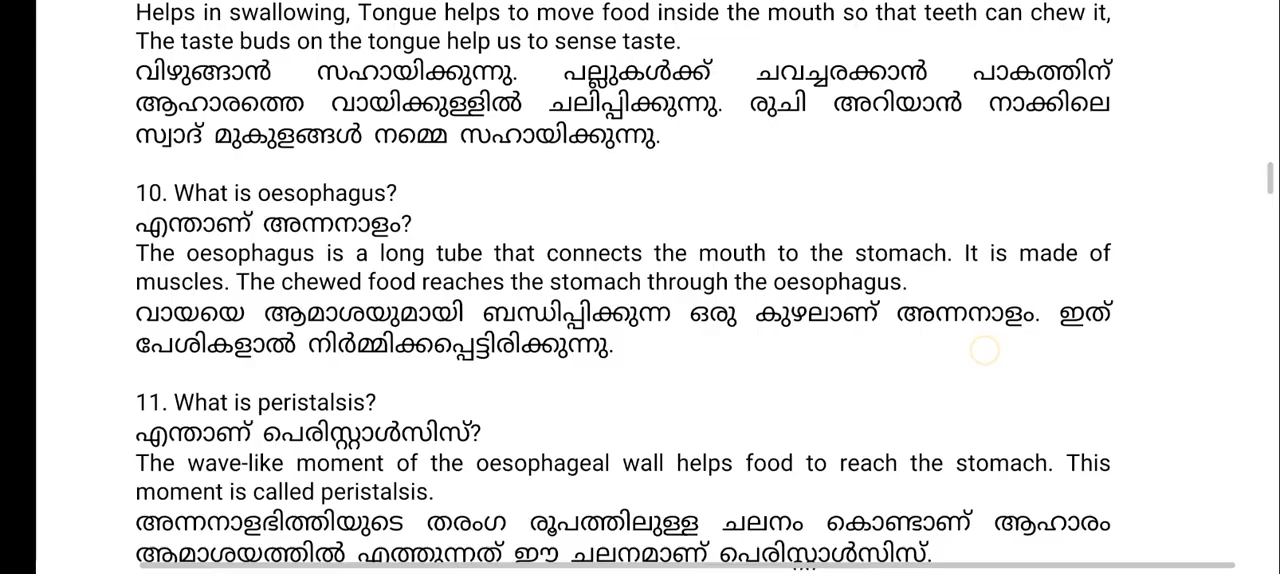 Helps in swallowing, Tongue helps to move food inside the mouth so that teeth can chew it,
The taste buds on the tongue help us to sense taste.
വിഴുങ്ങാൻ സഹായിക്കുന്നു. പല്ലുകൾക്ക് ചവച്ചരക്കാൻ പാകത്തിന്
ആഹാരത്തെ വായിക്കുള്ളിൽ ചലിപ്പിക്കുന്നു. രുചി അറിയാൻ നാക്കിലെ
സ്വാദ് മുകുളങ്ങൾ നമ്മെ സഹായിക്കുന്നു.
10. What is oesophagus?
എന്താണ് അന്നനാളം?
The oesophagus is a long tube that connects the mouth to the stomach. It is made of
muscles. The chewed food reaches the stomach through the oesophagus.
വായയെ ആമാശയുമായി ബന്ധിപ്പിക്കുന്ന ഒരു കുഴലാണ് അന്നനാളം. ഇത്
പേശികളാൽ നിർമ്മിക്കപ്പെട്ടിരിക്കുന്നു.
11. What is peristalsis?
എന്താണ് പെരിസ്റ്റാൾസിസ്?
The wave-like moment of the oesophageal wall helps food to reach the stomach. This
moment is called peristalsis.
അന്നനാളഭിത്തിയുടെ തരംഗ രൂപത്തിലുള്ള ചലനം കൊണ്ടാണ് ആഹാരം
ആമാശയത്തിൽ എത്തുന്നത് ഈ ചലനമാണ് പെരിസ്റ്റാൾസിസ്.